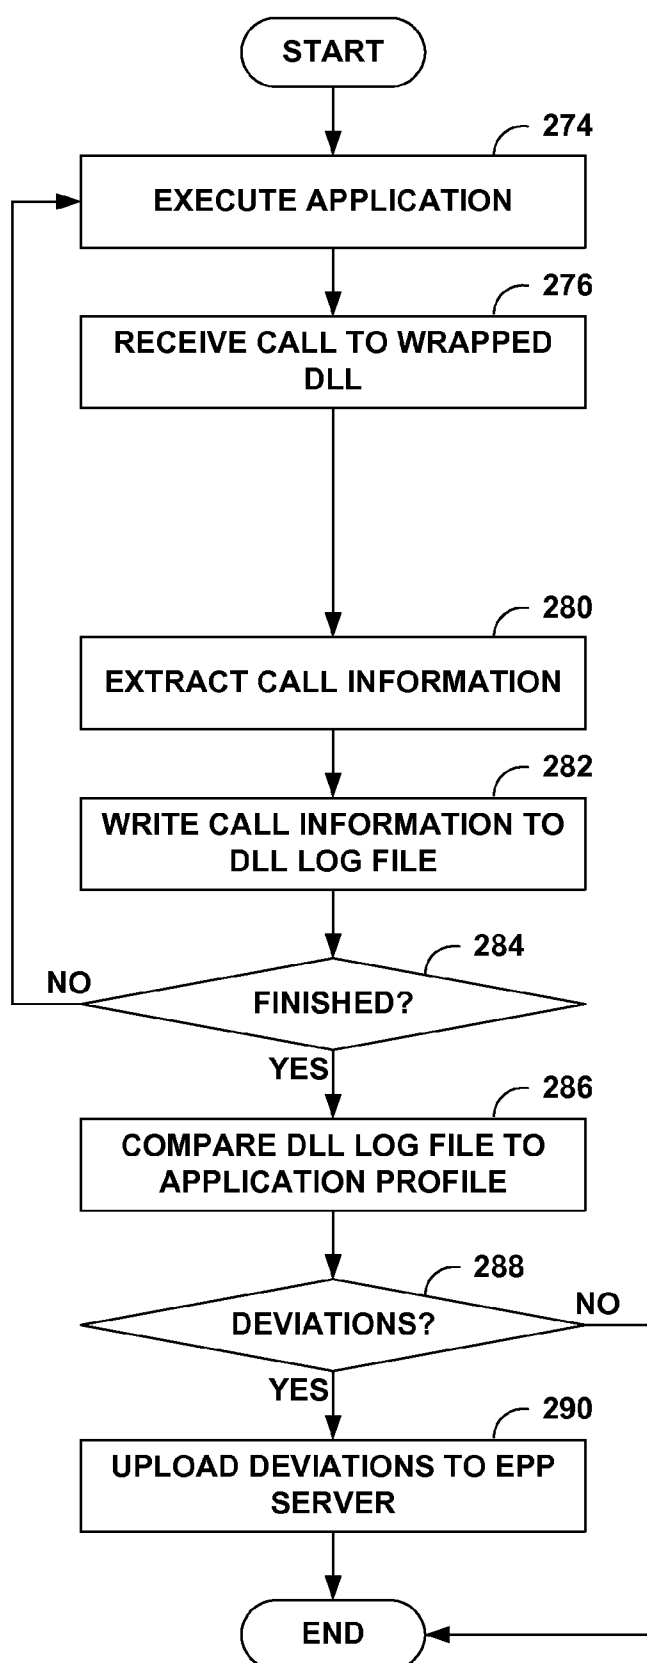 START
274
EXECUTE APPLICATION
276
RECEIVE CALL TO WRAPPED
DLL
280
EXTRACT CALL INFORMATION
282
WRITE CALL INFORMATION TO
DLL LOG FILE
284
NO
FINISHED?
YES
286
COMPARE DLL LOG FILE TO
APPLICATION PROFILE
288
NO
DEVIATIONS?
YES
290
UPLOAD DEVIATIONS TO EPP
SERVER
END